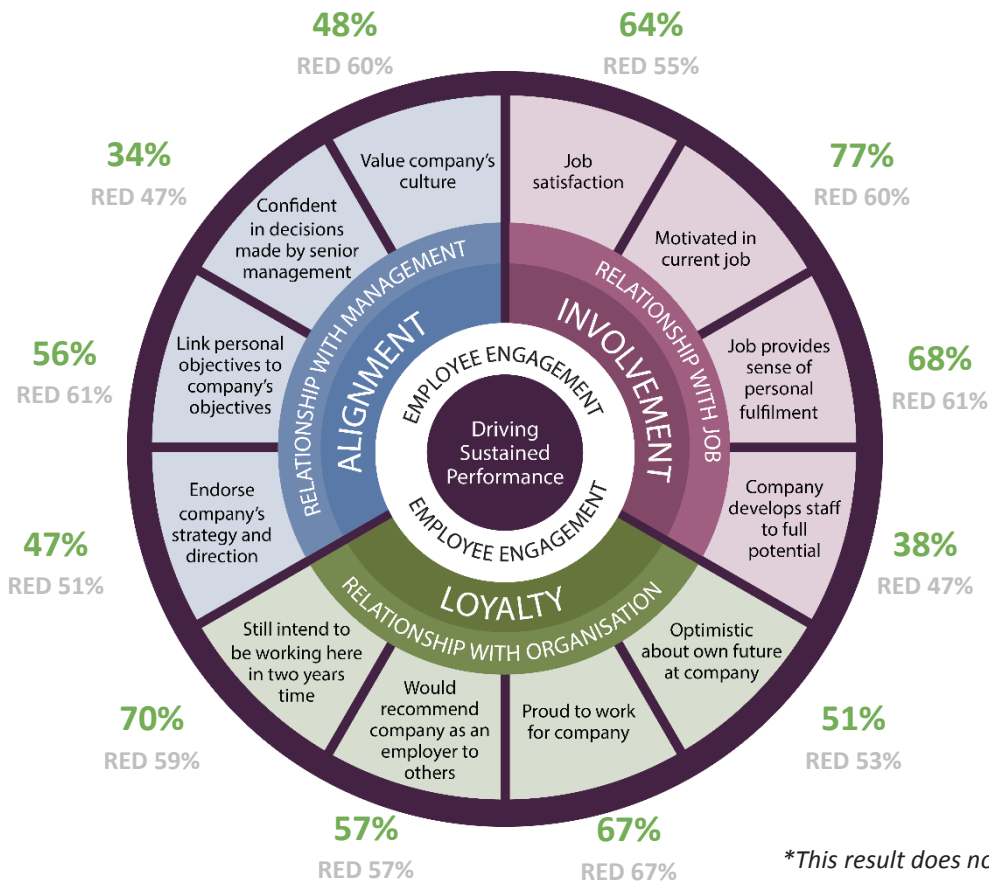 48%
RED 60%
64%
RED 55%
34%
RED 47%
77%
RED 60%
56%
RED 61%
68%
RED 61%
47%
RED 51%
38%
RED 47%
70%
RED 59%
51%
RED 53%
57%
RED 57%
67%
RED 67%
Value company's
culture
Job
satisfaction
Confident
in decisions
made by senior
management
Motivated in
current job
Link personal
objectives to
company's
objectives
Job provides
sense of
personal
fulfilment
Endorse
company's
strategy and
direction
Company
develops staff
to full
potential
Still intend to
be working here
in two years
time
Would
recommend
company as an
employer to
others
Proud to work
for company
Optimistic
about own future
at company
RELATIONSHIP WITH MANAGEMENT
ALIGNMENT
RELATIONSHIP WITH JOB
INVOLVEMENT
LOYALTY
RELATIONSHIP WITH ORGANISATION
EMPLOYEE ENGAGEMENT
Driving
Sustained
Performance
EMPLOYEE ENGAGEMENT
*This result does